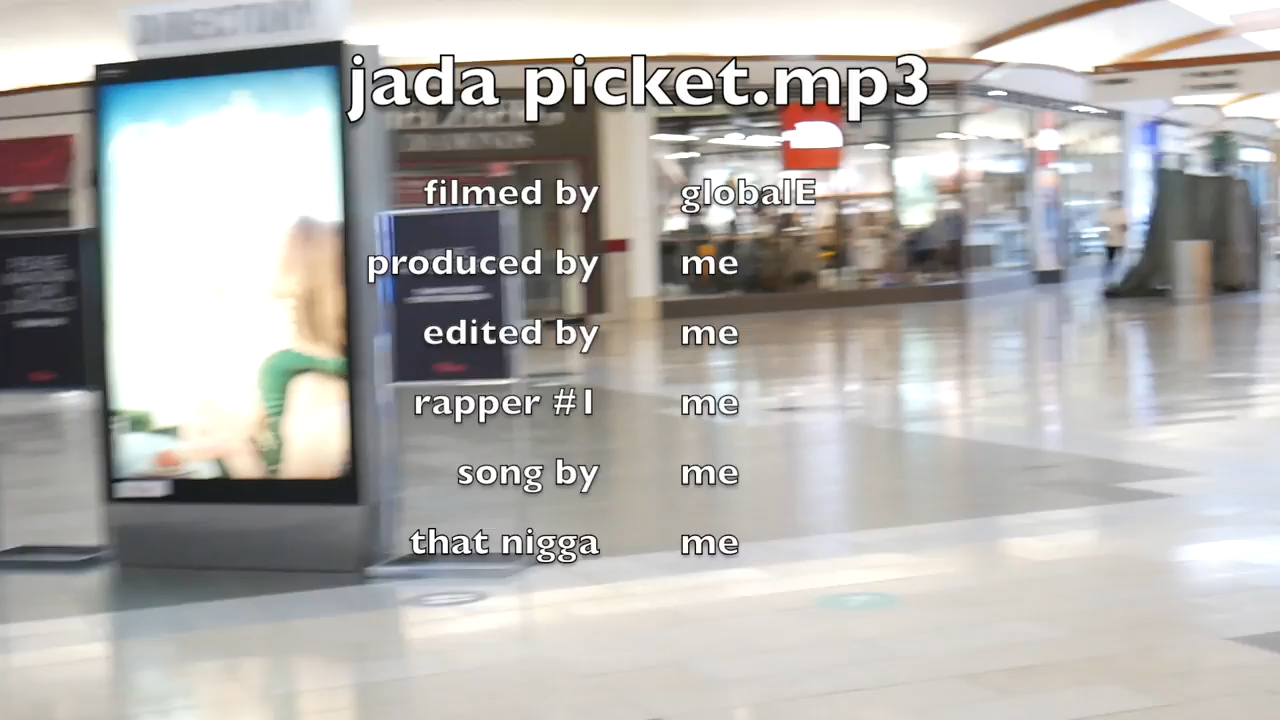 DIRECTORY
jada picket.mp3
filmed by globalE
produced by me
edited by me
rapper #1 me
song by me
that nigga me